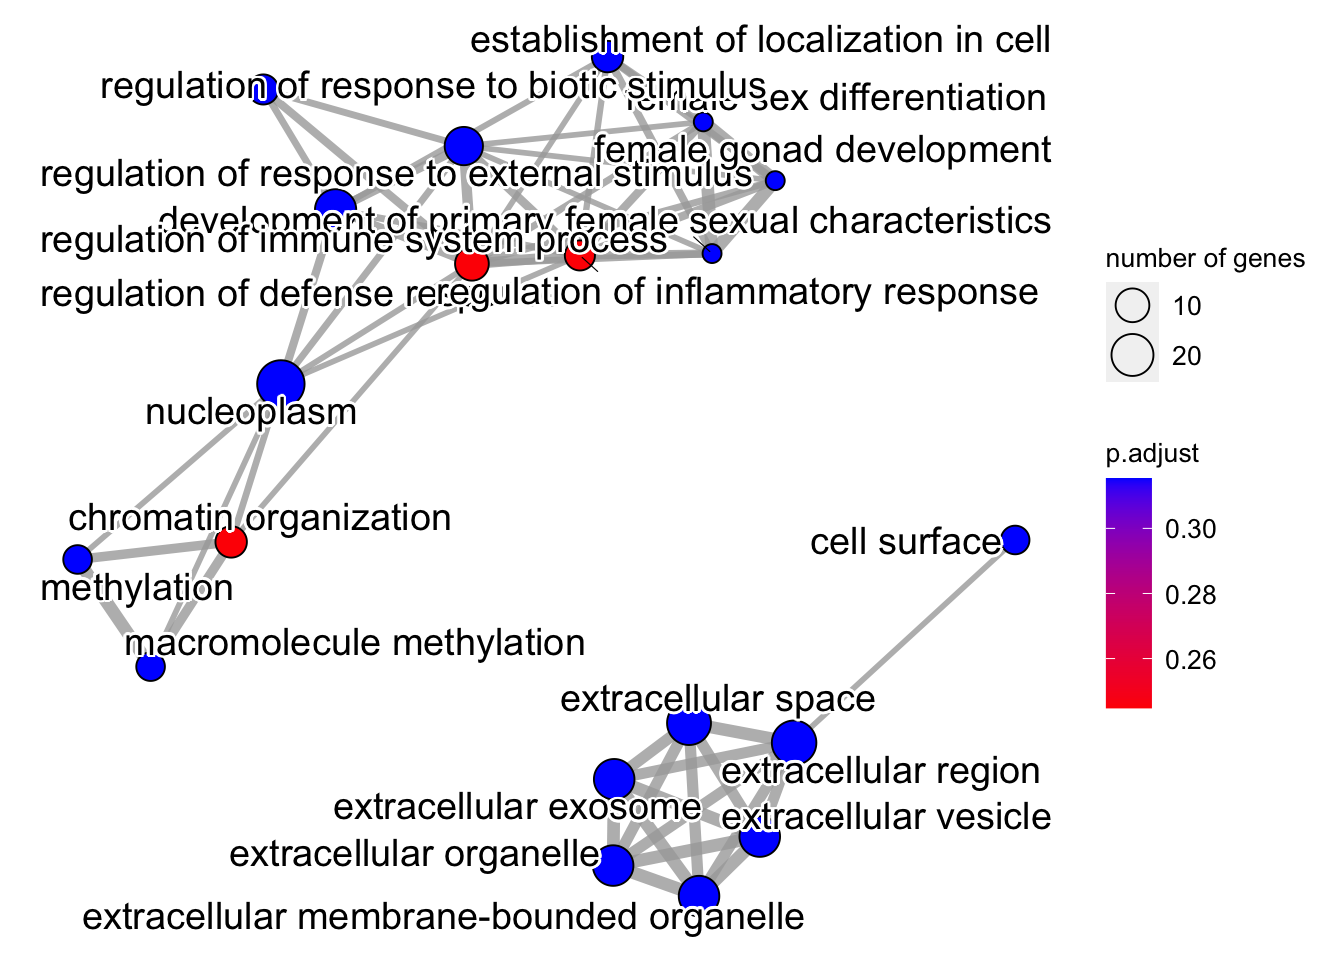 establishment of localization in cell
regulation of response to biotic stimulus
female sex differentiation
female gonad development
regulation of response to external stimulus
development of primary female sexual characteristics
regulation of immune system process
regulation of defense
regulation of inflammatory response
nucleoplasm
chromatin organization
methylation
macromolecule methylation
cell surface
extracellular space
extracellular region
extracellular exosome
extracellular vesicle
extracellular organelle
extracellular membrane-bounded organelle
number of genes
10
20
p.adjust
0.30
0.28
0.26